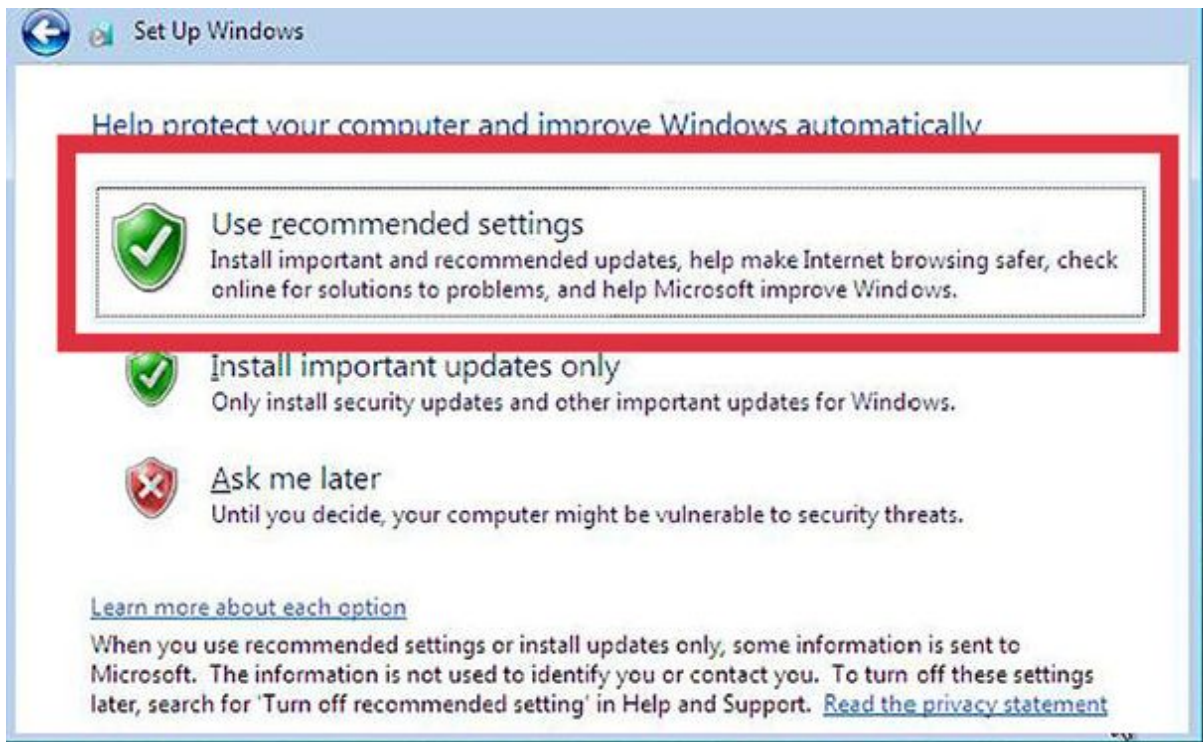 Set Up Windows
Help protect your computer and improve Windows automatically
Use recommended settings
Install important and recommended updates, help make Internet browsing safer, check
online for solutions to problems, and help Microsoft improve Windows.
Install important updates only
Only install security updates and other important updates for Windows.
Ask me later
Until you decide, your computer might be vulnerable to security threats.
Learn more about each option
When you use recommended settings or install updates only, some information is sent to
Microsoft. The information is not used to identify you or contact you. To turn off these settings
later, search for 'Turn off recommended setting' in Help and Support. Read the privacy statement